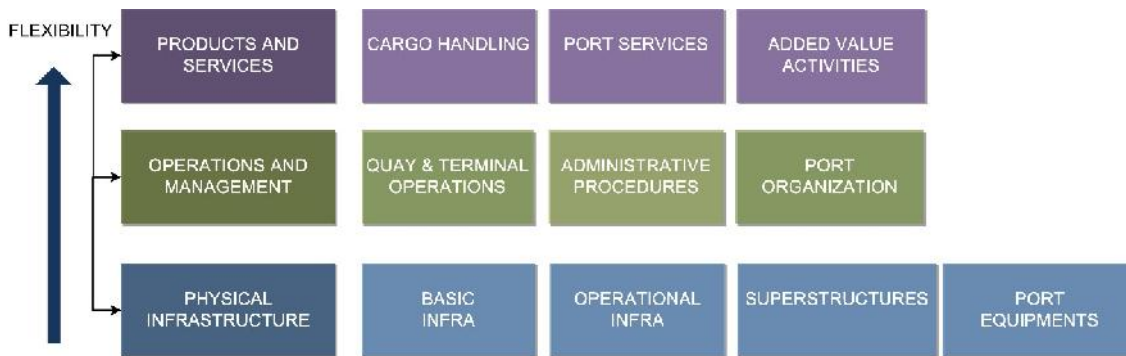 FLEXIBILITY
PRODUCTS AND
SERVICES
CARGO HANDLING
PORT SERVICES
ADDED VALUE
ACTIVITIES
OPERATIONS AND
MANAGEMENT
QUAY & TERMINAL
OPERATIONS
ADMINISTRATIVE
PROCEDURES
PORT
ORGANIZATION
PHYSICAL
INFRASTRUCTURE
BASIC
INFRA
OPERATIONAL
INFRA
SUPERSTRUCTURES
PORT
EQUIPMENTS